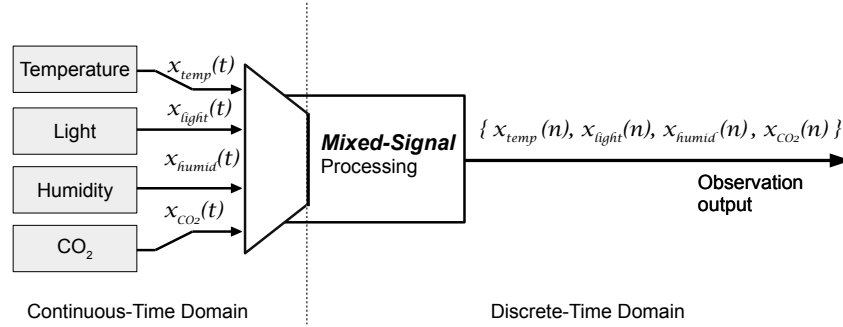 Temperature
x_temp(t)
Light
x_light(t)
Humidity
x_humid(t)
CO₂
x_CO₂(t)
Mixed-Signal
Processing
{ x_temp(n), x_light(n), x_humid(n) , x_CO₂(n) }
Observation
output
Continuous-Time Domain
Discrete-Time Domain